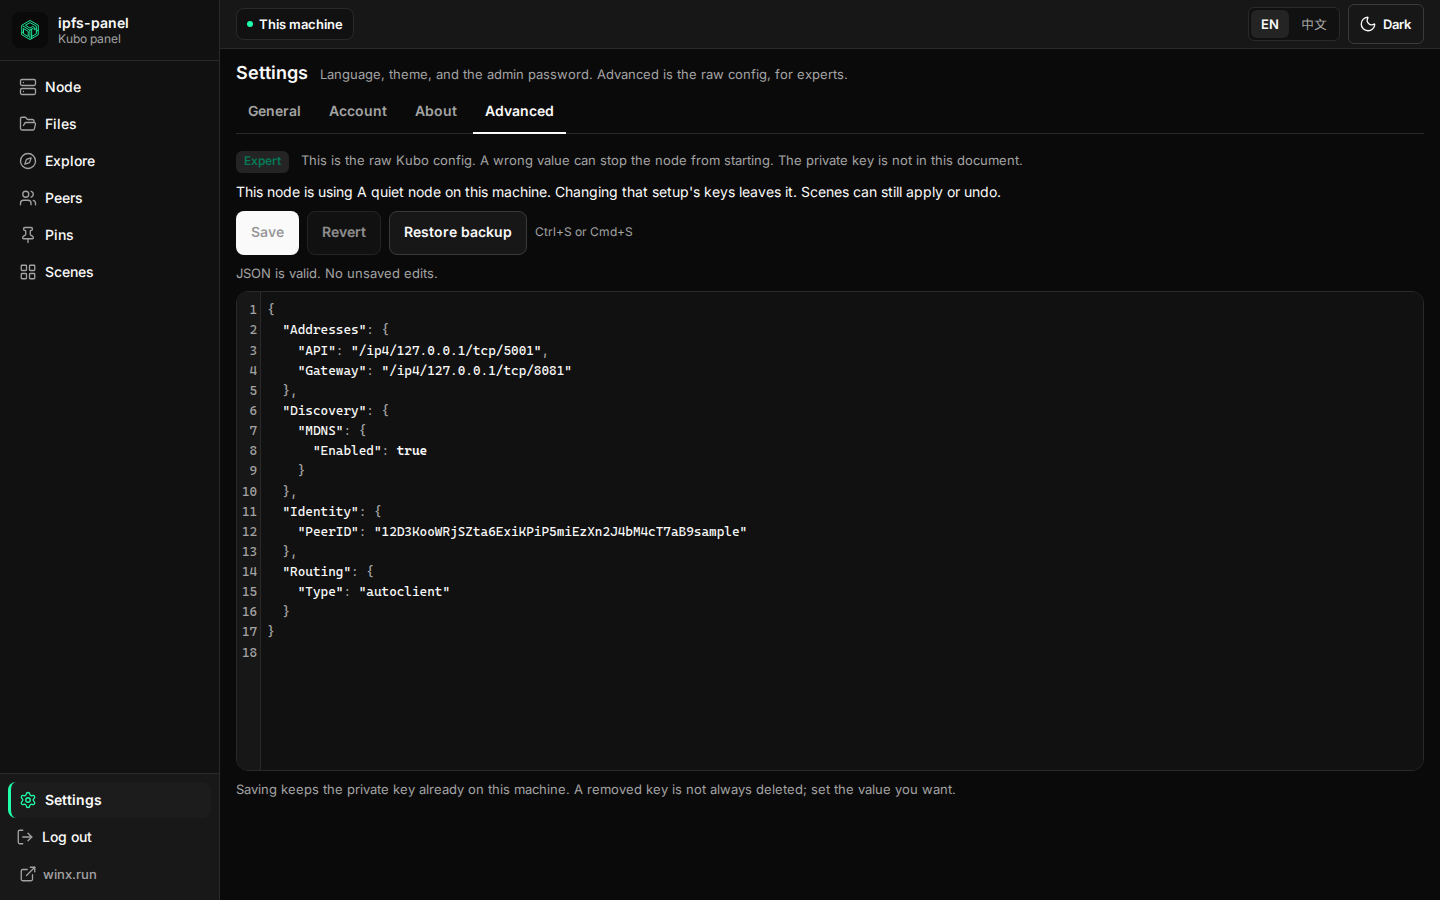 ipfs-panel
Kubo panel
Node
Files
Explore
Peers
Pins
Scenes
Settings
Log out
winx.run
This machine
EN
中文
Dark
Settings
Language, theme, and the admin password. Advanced is the raw config, for experts.
General
Account
About
Advanced
Expert
This is the raw Kubo config. A wrong value can stop the node from starting. The private key is not in this document.
This node is using A quiet node on this machine. Changing that setup's keys leaves it. Scenes can still apply or undo.
Save
Revert
Restore backup
Ctrl+S or Cmd+S
JSON is valid. No unsaved edits.
1 {
2   "Addresses": {
3     "API": "/ip4/127.0.0.1/tcp/5001",
4     "Gateway": "/ip4/127.0.0.1/tcp/8081"
5   },
6   "Discovery": {
7     "MDNS": {
8       "Enabled": true
9     }
10   },
11   "Identity": {
12     "PeerID": "12D3KooWRjSZta6ExiKPiP5miEzXn2J4bM4cT7aB9sample"
13   },
14   "Routing": {
15     "Type": "autoclient"
16   }
17 }
18
Saving keeps the private key already on this machine. A removed key is not always deleted; set the value you want.